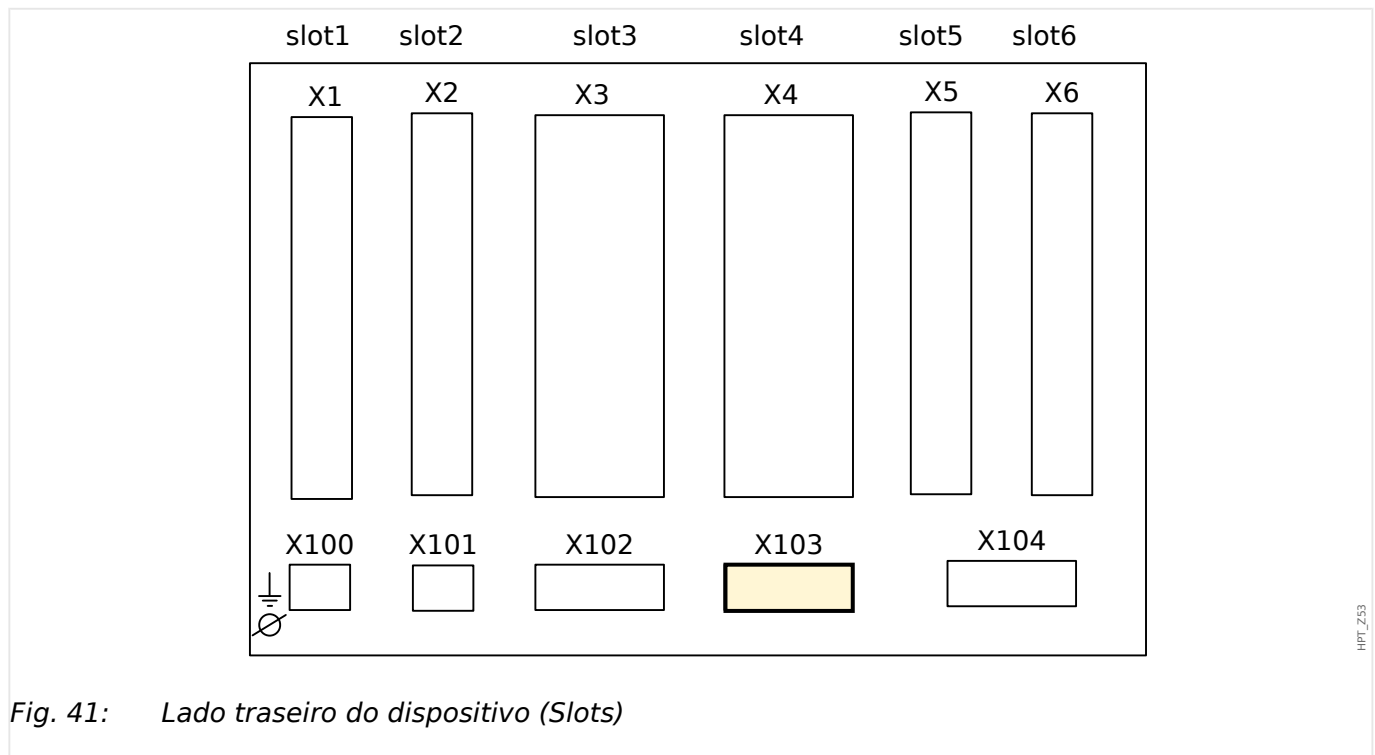 slot1 slot2 slot3 slot4 slot5 slot6
X1 X2 X3 X4 X5 X6
X100 X101 X102 X103 X104
HPT_Z53
Fig. 41: Lado traseiro do dispositivo (Slots)